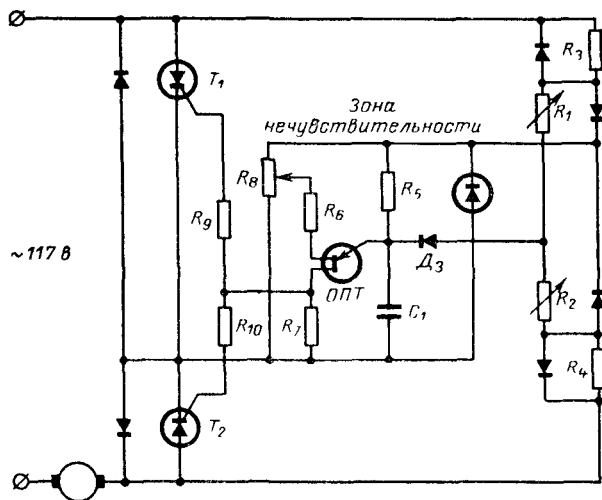 T1
R3
R1
Зона
нечувствительности
R8
R5
R6
R9
Д3
~117 в
ОПТ
R2
R10
R7
C1
R4
T2